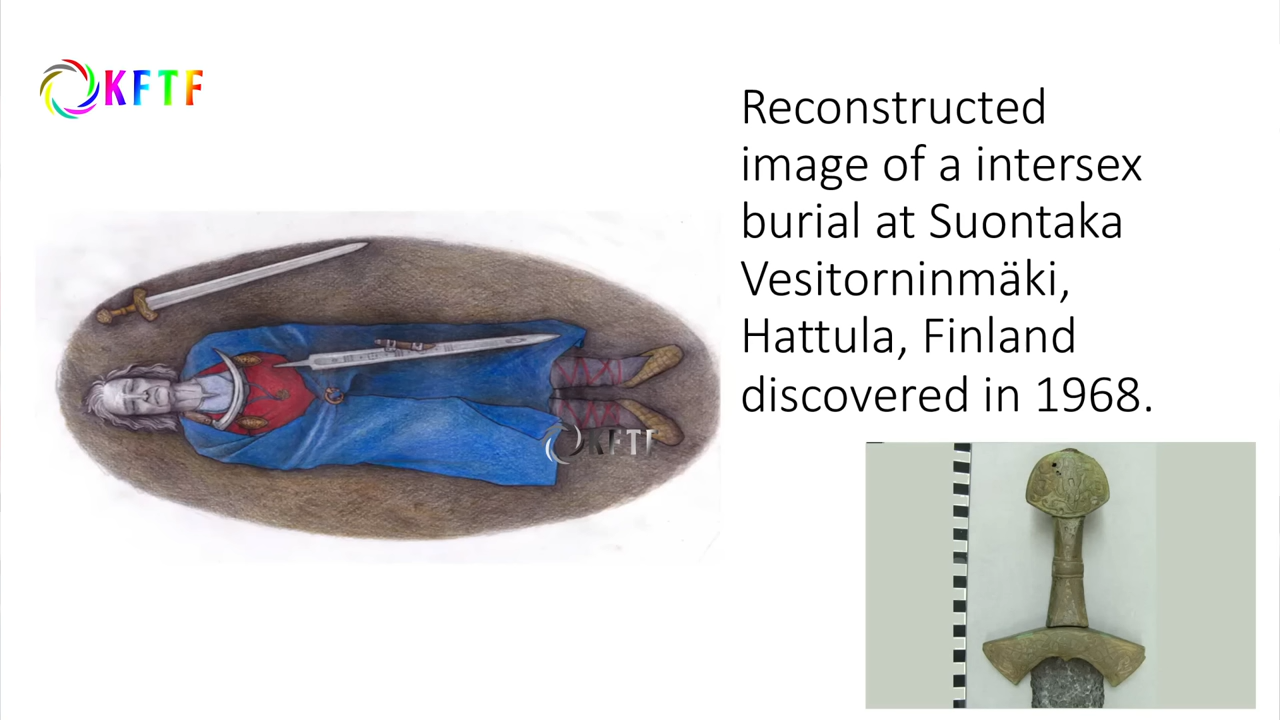 KFTF
Reconstructed
image of a intersex
burial at Suontaka
Vesitorninmäki,
Hattula, Finland
discovered in 1968.
KFTF